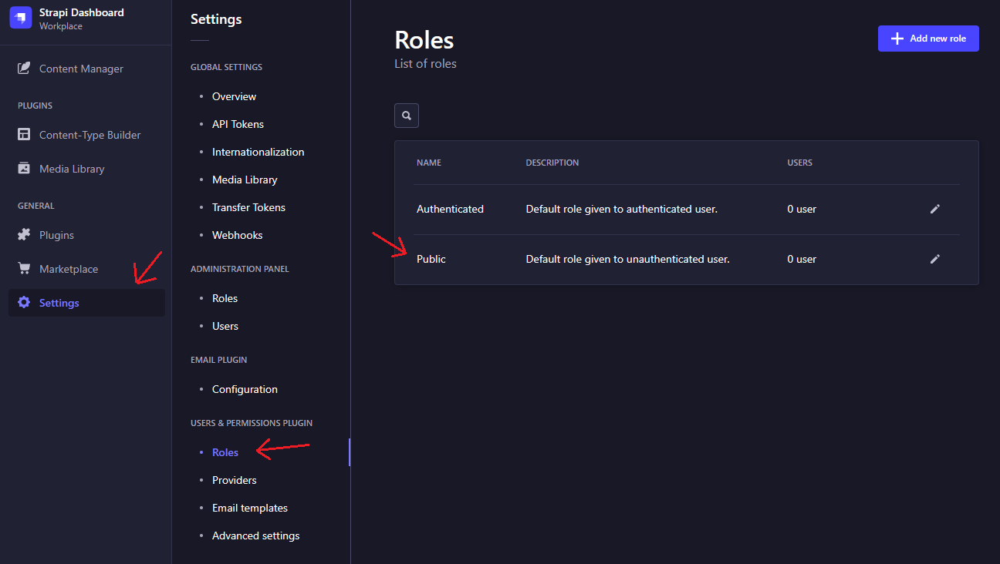 Strapi Dashboard
Workplace
Content Manager
PLUGINS
Content-Type Builder
Media Library
GENERAL
Plugins
Marketplace
Settings
Settings
GLOBAL SETTINGS
Overview
API Tokens
Internationalization
Media Library
Transfer Tokens
Webhooks
ADMINISTRATION PANEL
Roles
Users
EMAIL PLUGIN
Configuration
USERS & PERMISSIONS PLUGIN
Roles
Providers
Email templates
Advanced settings
Roles
List of roles
Add new role
NAME DESCRIPTION USERS
Authenticated Default role given to authenticated user. 0 user
Public Default role given to unauthenticated user. 0 user